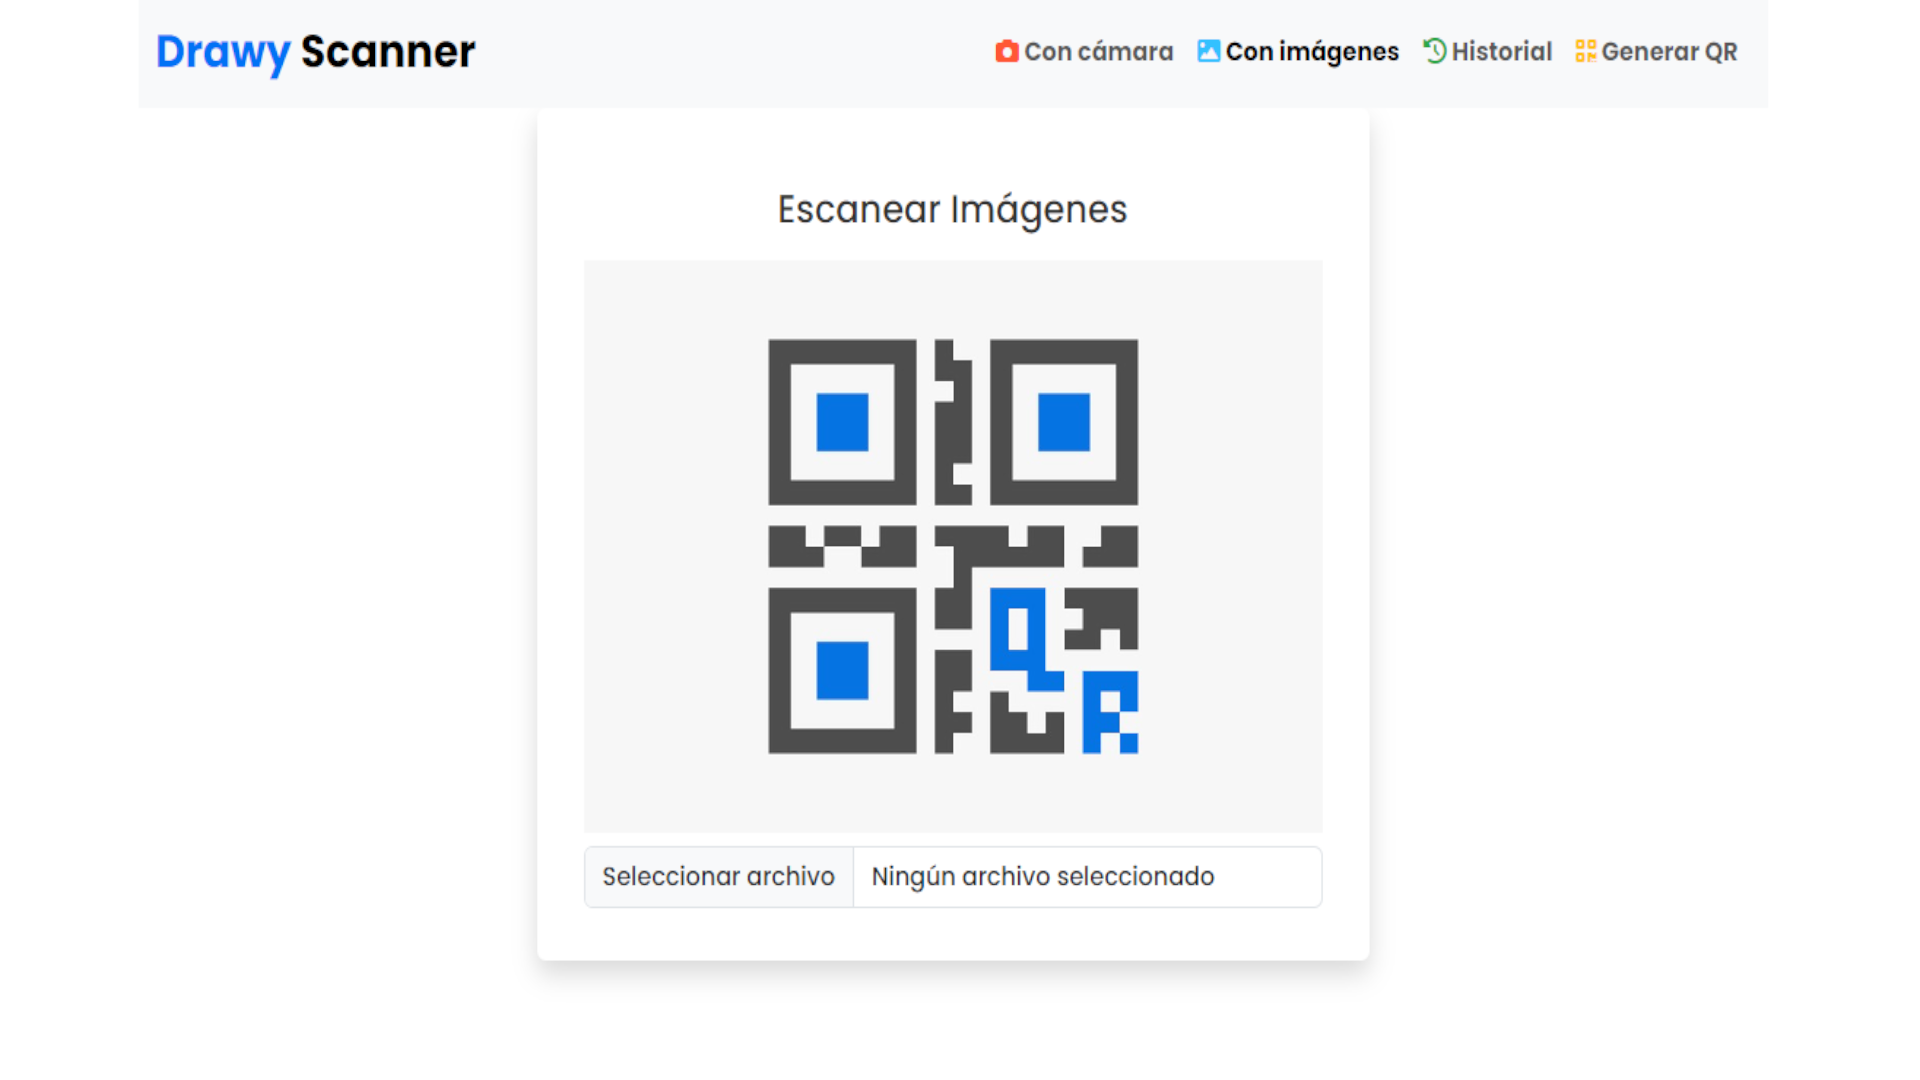 Drawy Scanner
Con cámara Con imágenes Historial Generar QR
Escanear Imágenes
QR
Seleccionar archivo Ningún archivo seleccionado